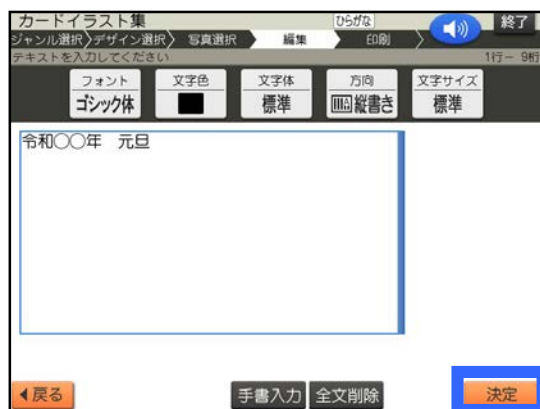 カードイラスト集 ひらがな 終了
ジャンル選択 デザイン選択 写真選択 編集 印刷
テキストを入力してください 1行− 9桁
フォント 文字色 文字体 方向 文字サイズ
ゴシック体 標準 縦書き 標準
令和○○年 元旦
戻る 手書入力 全文削除 決定